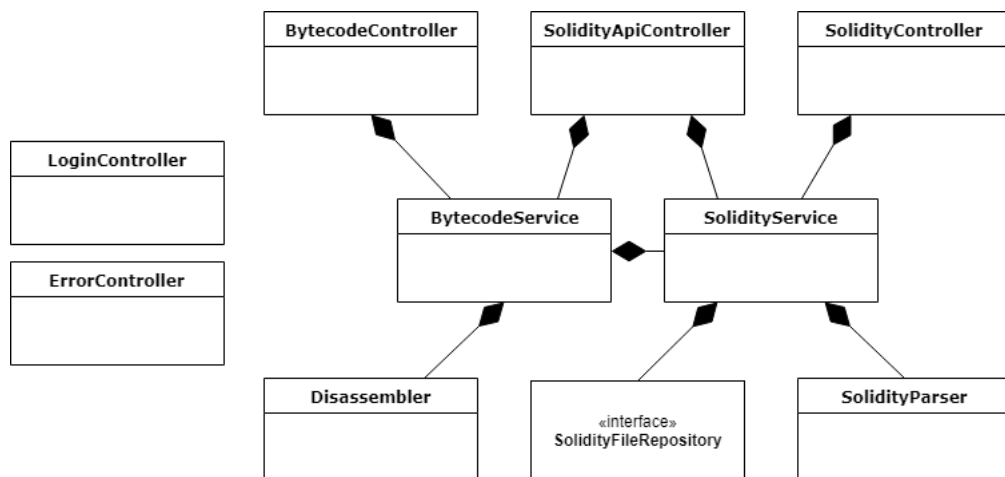 BytecodeController
SolidityApiController
SolidityController
LoginController
BytecodeService
SolidityService
ErrorController
Disassembler
«interface»
SolidityFileRepository
SolidityParser